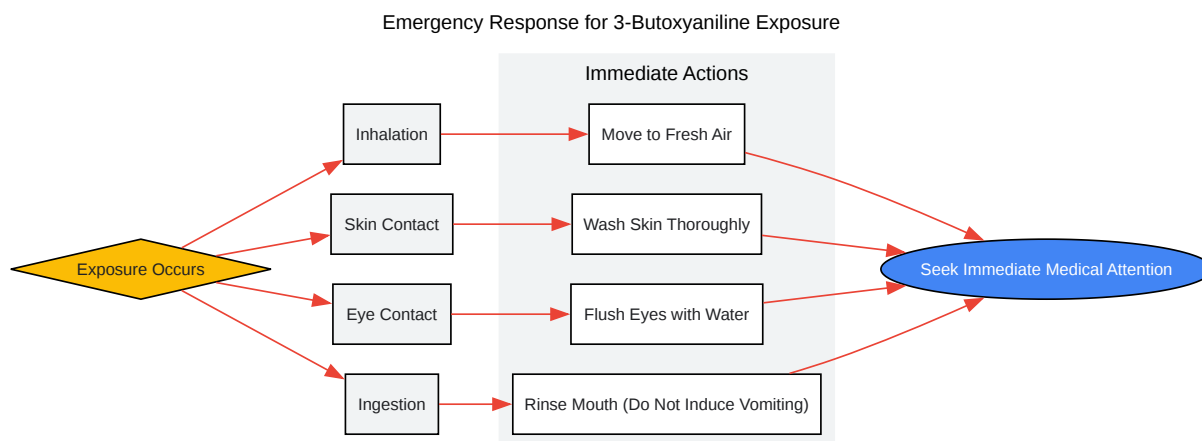 Emergency Response for 3-Butoxyaniline Exposure
Immediate Actions
Inhalation
Move to Fresh Air
Skin Contact
Wash Skin Thoroughly
Exposure Occurs
Seek Immediate Medical Attention
Eye Contact
Flush Eyes with Water
Ingestion
Rinse Mouth (Do Not Induce Vomiting)